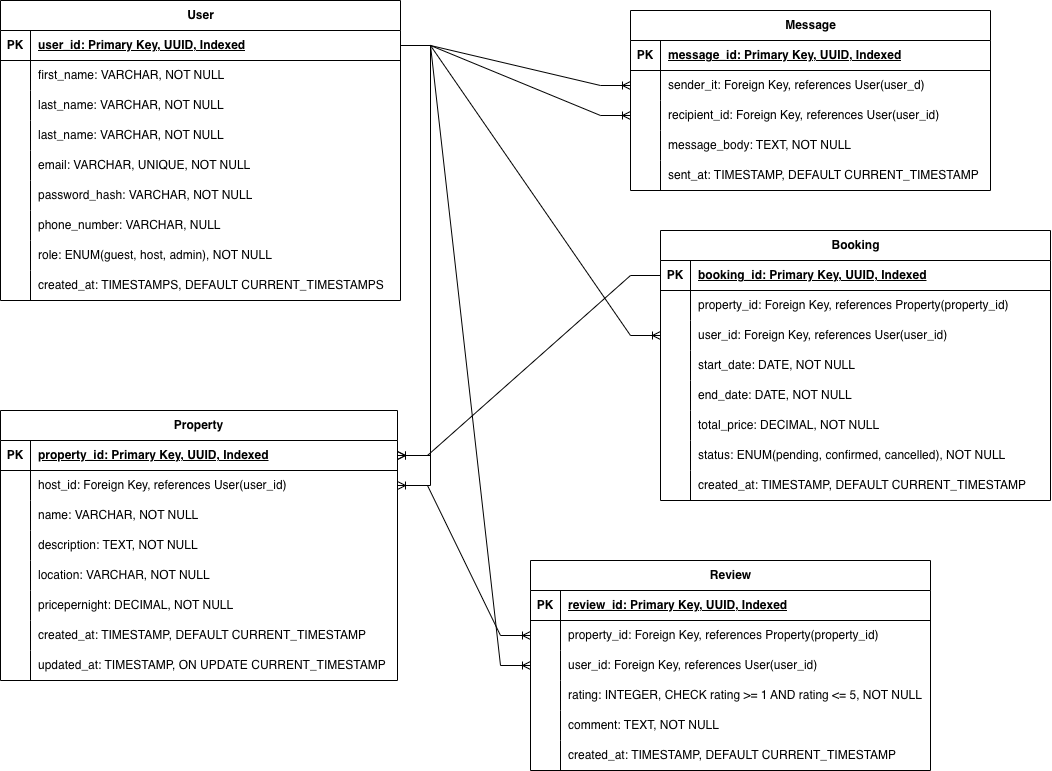 User
PK user_id: Primary Key, UUID, Indexed
first_name: VARCHAR, NOT NULL
last_name: VARCHAR, NOT NULL
last_name: VARCHAR, NOT NULL
email: VARCHAR, UNIQUE, NOT NULL
password_hash: VARCHAR, NOT NULL
phone_number: VARCHAR, NULL
role: ENUM(guest, host, admin), NOT NULL
created_at: TIMESTAMPS, DEFAULT CURRENT_TIMESTAMPS
Message
PK message_id: Primary Key, UUID, Indexed
sender_it: Foreign Key, references User(user_d)
recipient_id: Foreign Key, references User(user_id)
message_body: TEXT, NOT NULL
sent_at: TIMESTAMP, DEFAULT CURRENT_TIMESTAMP
Booking
PK booking_id: Primary Key, UUID, Indexed
property_id: Foreign Key, references Property(property_id)
user_id: Foreign Key, references User(user_id)
start_date: DATE, NOT NULL
end_date: DATE, NOT NULL
total_price: DECIMAL, NOT NULL
status: ENUM(pending, confirmed, cancelled), NOT NULL
created_at: TIMESTAMP, DEFAULT CURRENT_TIMESTAMP
Property
PK property_id: Primary Key, UUID, Indexed
host_id: Foreign Key, references User(user_id)
name: VARCHAR, NOT NULL
description: TEXT, NOT NULL
location: VARCHAR, NOT NULL
pricepernight: DECIMAL, NOT NULL
created_at: TIMESTAMP, DEFAULT CURRENT_TIMESTAMP
updated_at: TIMESTAMP, ON UPDATE CURRENT_TIMESTAMP
Review
PK review_id: Primary Key, UUID, Indexed
property_id: Foreign Key, references Property(property_id)
user_id: Foreign Key, references User(user_id)
rating: INTEGER, CHECK rating >= 1 AND rating <= 5, NOT NULL
comment: TEXT, NOT NULL
created_at: TIMESTAMP, DEFAULT CURRENT_TIMESTAMP